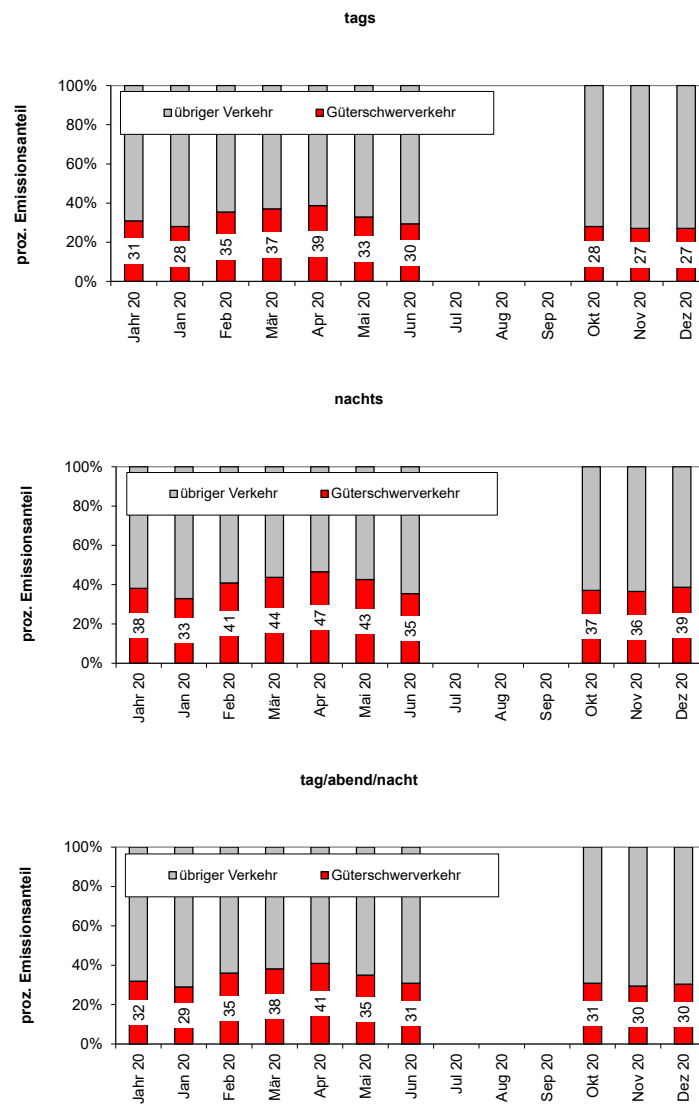 tags
proz. Emissionsanteil
100%
80%
60%
40%
20%
0%
übriger Verkehr Güterschwerverkehr
31 28 35 37 39 33 30 28 27 27
Jahr 20 Jan 20 Feb 20 Mär 20 Apr 20 Mai 20 Jun 20 Jul 20 Aug 20 Sep 20 Okt 20 Nov 20 Dez 20
nachts
proz. Emissionsanteil
100%
80%
60%
40%
20%
0%
übriger Verkehr Güterschwerverkehr
38 33 41 44 47 43 35 37 36 39
Jahr 20 Jan 20 Feb 20 Mär 20 Apr 20 Mai 20 Jun 20 Jul 20 Aug 20 Sep 20 Okt 20 Nov 20 Dez 20
tag/abend/nacht
proz. Emissionsanteil
100%
80%
60%
40%
20%
0%
übriger Verkehr Güterschwerverkehr
32 29 35 38 41 35 31 31 30 30
Jahr 20 Jan 20 Feb 20 Mär 20 Apr 20 Mai 20 Jun 20 Jul 20 Aug 20 Sep 20 Okt 20 Nov 20 Dez 20